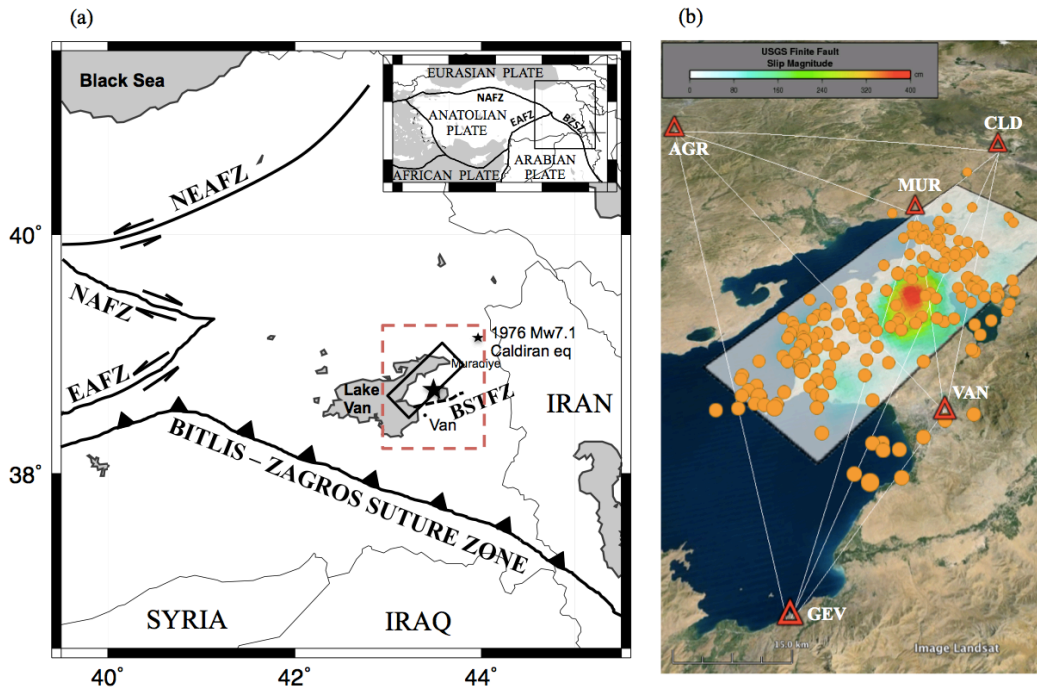 (a)
Black Sea
NEAFZ
NAFZ
EAFZ
BITLIS – ZAGROS SUTURE ZONE
Lake
Van
1976 Mw7.1
Caldiran eq
Muradiye
BSTFZ
Van
IRAN
SYRIA
IRAQ
40˚
38˚
40˚
42˚
44˚
EURASIAN PLATE
NAFZ
ANATOLIAN
PLATE
EAFZ
BZSZ
ARABIAN
PLATE
AFRICAN PLATE
(b)
USGS Finite Fault
Slip Magnitude
cm
0 80 160 240 320 400
AGR
CLD
MUR
VAN
GEV
15.0 km
Image Landsat